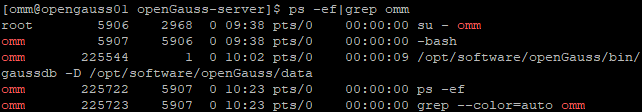 [omm@opengauss01 openGauss-server]$ ps -ef|grep omm
root 5906 2968 0 09:38 pts/0 00:00:00 su - omm
omm 5907 5906 0 09:38 pts/0 00:00:00 -bash
omm 225544 1 0 10:02 pts/0 00:00:09 /opt/software/openGauss/bin/
gaussdb -D /opt/software/openGauss/data
omm 225722 5907 0 10:23 pts/0 00:00:00 ps -ef
omm 225723 5907 0 10:23 pts/0 00:00:00 grep --color=auto omm